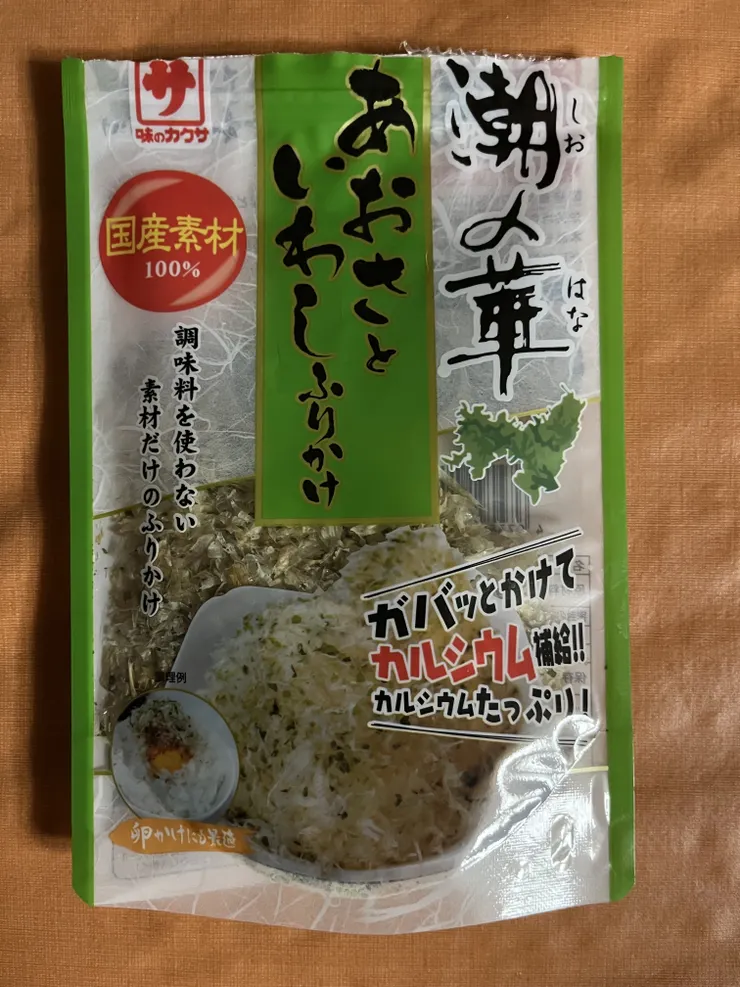 サ
味のカクサ
潮の華
しお
はな
あおさと
いわしふりかけ
国産素材
100%
調味料を使わない
素材だけのふりかけ
ガバッとかけて
カルシウム補給!!
カルシウムたっぷり!
調理例
卵かけにも最適